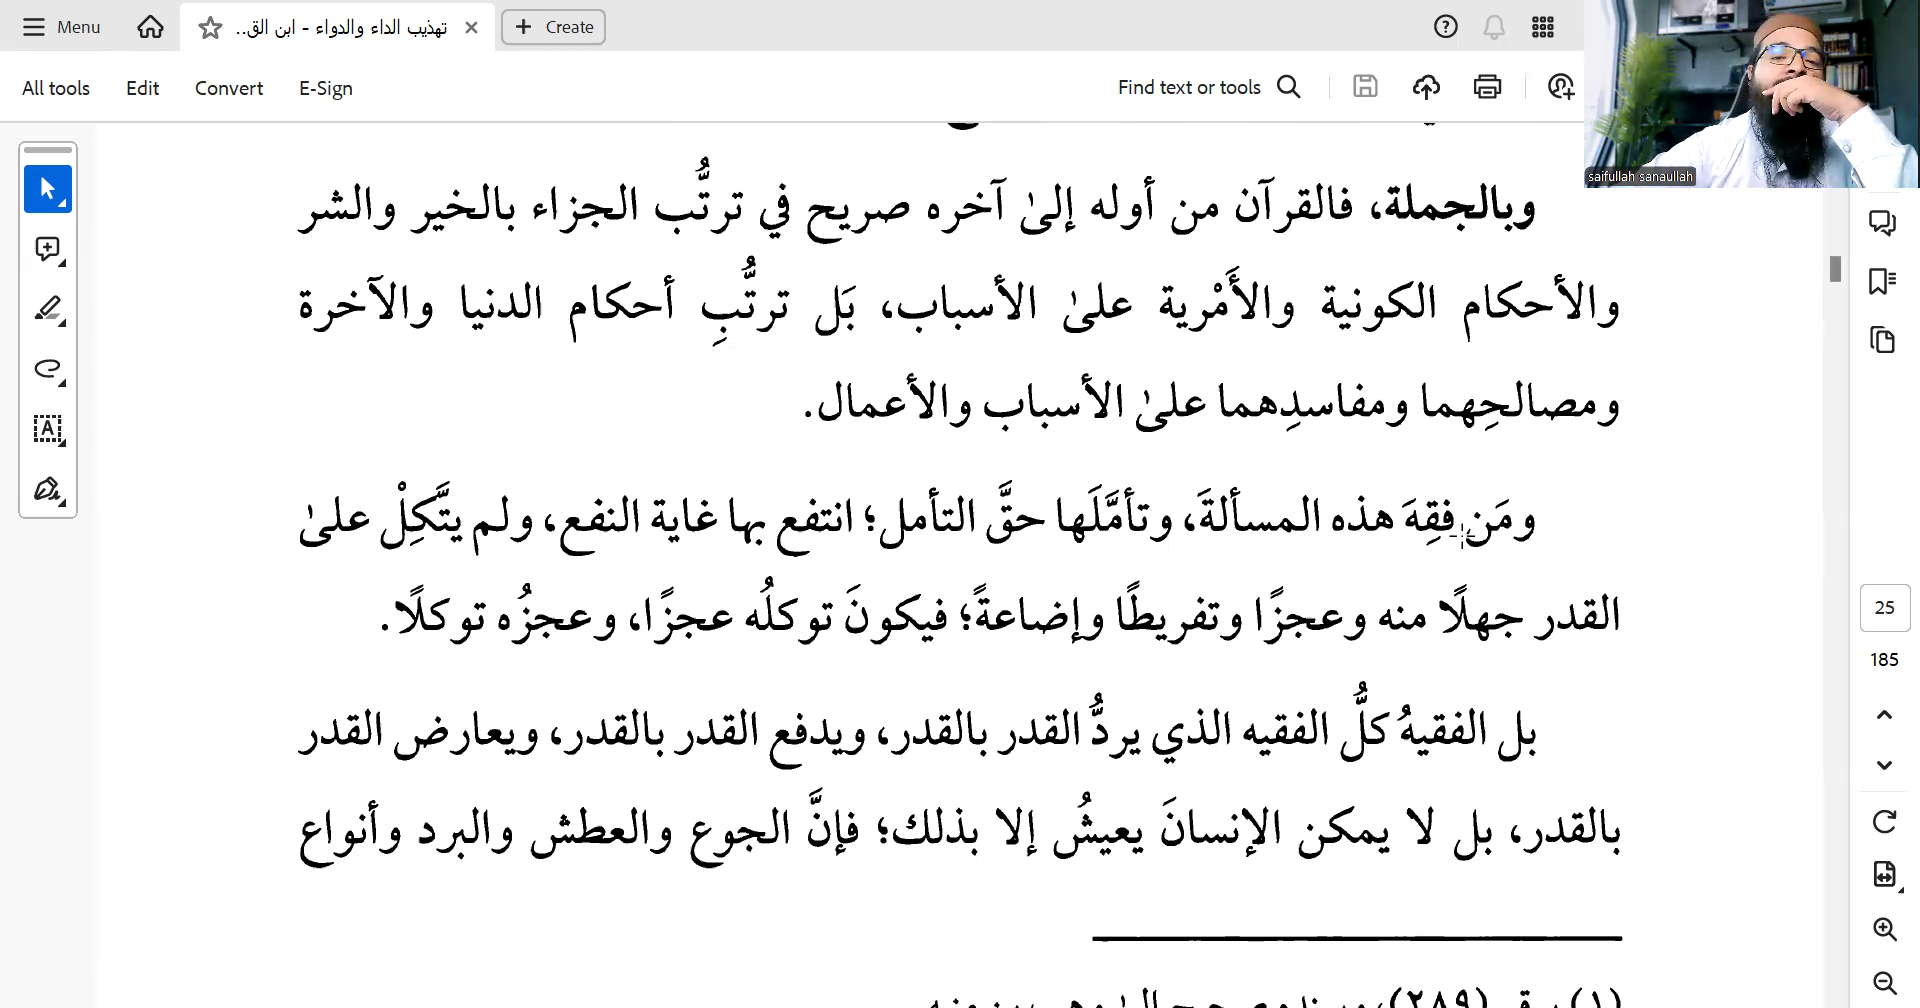 Menu
تهذيب الداء والدواء - ابن الق..
Create
All tools
Edit
Convert
E-Sign
Find text or tools
saifullah sanaullah
وبالجملة، فالقرآن من أوله إلىٰ آخره صريح في ترتُّب الجزاء بالخير والشر
والأحكام الكونية والأَمْرية علىٰ الأسباب، بَل ترتُّبِ أحكام الدنيا والآخرة
ومصالحِهما ومفاسدِهما علىٰ الأسباب والأعمال.
ومَن فقِهَ هذه المسألةَ، وتأمَّلَها حقَّ التأمل؛ انتفع بها غاية النفع، ولم يتَّكِلْ علىٰ
القدر جهلًا منه وعجزًا وتفريطًا وإضاعةً؛ فيكونَ توكلُه عجزًا، وعجزُه توكلًا.
بل الفقيهُ كلُّ الفقيه الذي يردُّ القدر بالقدر، ويدفع القدر بالقدر، ويعارض القدر
بالقدر، بل لا يمكن الإنسانَ يعيشُ إلا بذلك؛ فإنَّ الجوع والعطش والبرد وأنواع
25
185